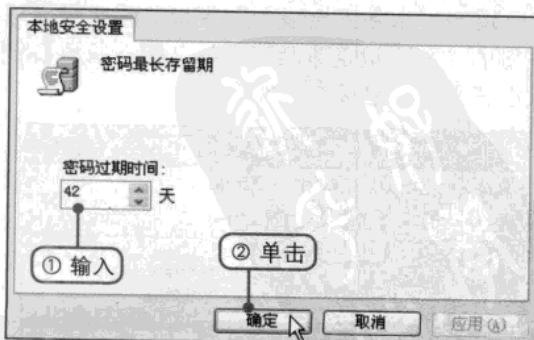 本地安全设置
密码最长存留期
密码过期时间:
42 天
① 输入
② 单击
确定 取消 应用(A)